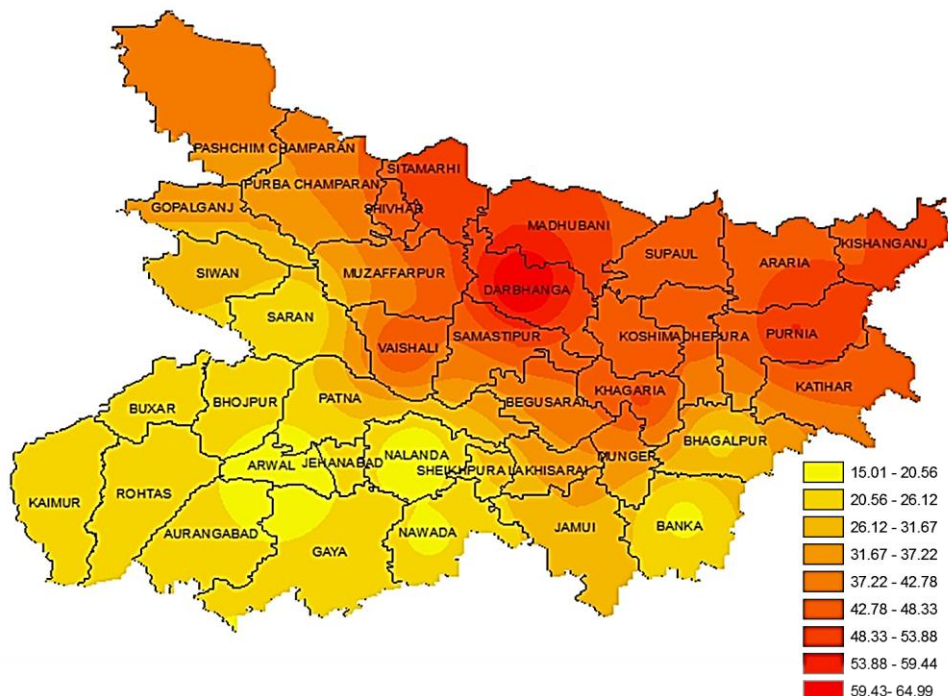 PASHCHIM CHAMPARAN
SITAMARHI
PURBA CHAMPARAN
GOPALGANJ
SHIVHAR
MADHUBANI
KISHANGANJ
SUPAUL
ARARIA
SIWAN
MUZAFFARPUR
DARBHANGA
SARAN
VAISHALI
SAMASTIPUR
KOSHI
MADHEPURA
PURNIA
KATIHAR
KHAGARIA
BEGUSARAI
PATNA
BHOJPUR
BUXAR
BHAGALPUR
MUNGER
NALANDA
JEHANABAD
ARWAL
SHEIKHPURA
LAKHISARAI
KAIMUR
ROHTAS
AURANGABAD
GAYA
NAWADA
JAMUI
BANKA
15.01 - 20.56
20.56 - 26.12
26.12 - 31.67
31.67 - 37.22
37.22 - 42.78
42.78 - 48.33
48.33 - 53.88
53.88 - 59.44
59.43- 64.99